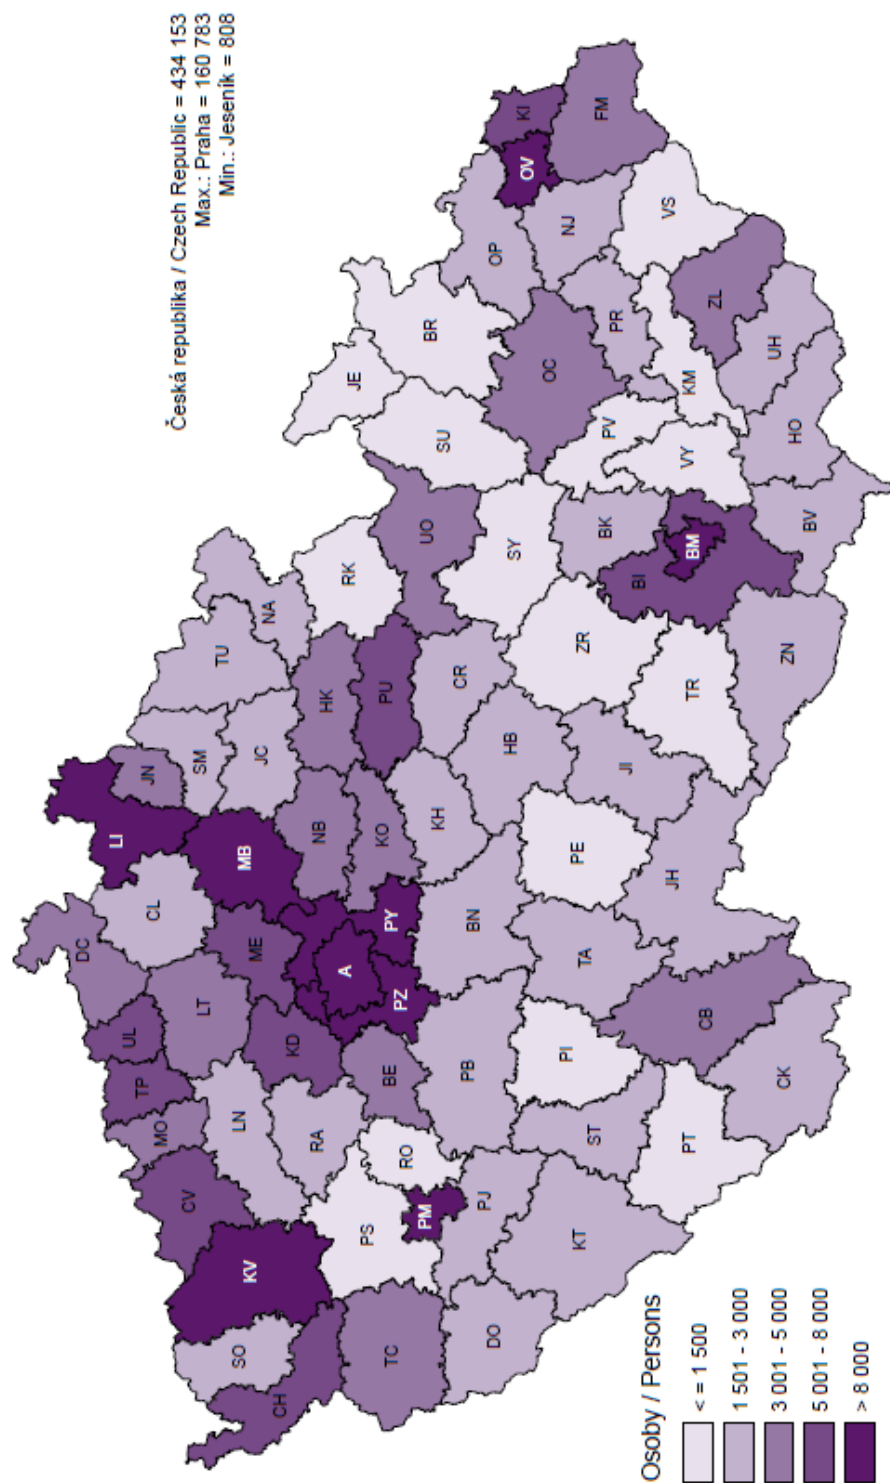 Česká republika / Czech Republic = 434 153
Max.: Praha = 160 783
Min.: Jeseník = 808
DC
LI
JN
UL
CL
TP
SM
TU
MO
LT
MB
CV
ME
JC
NA
LN
KD
NB
HK
RK
JE
KV
A
SO
RA
PY
KO
PU
UO
SU
BR
PZ
BE
CH
PS
RO
KH
CR
OP
KI
PM
OV
TC
PB
BN
SY
OC
NJ
FM
PJ
HB
DO
PI
TA
PE
ZR
BK
PV
PR
VS
ST
BI
KT
JI
VY
KM
BM
TR
ZL
PT
CB
JH
UH
ZN
HO
CK
BV
Osoby / Persons
< = 1 500
1 501 - 3 000
3 001 - 5 000
5 001 - 8 000
> 8 000